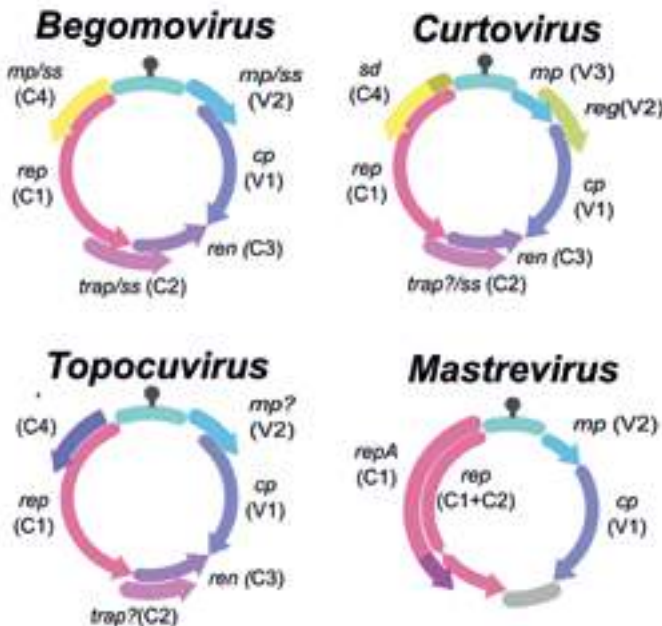 Begomovirus
mp/ss
(C4)
mp/ss
(V2)
rep
(C1)
cp
(V1)
ren (C3)
trap/ss (C2)
Curtovirus
sd
(C4)
mp (V3)
reg(V2)
rep
(C1)
cp
(V1)
ren (C3)
trap?/ss (C2)
Topocuvirus
(C4)
mp?
(V2)
rep
(C1)
cp
(V1)
ren (C3)
trap?(C2)
Mastrevirus
mp (V2)
repA
(C1)
rep
(C1+C2)
cp
(V1)